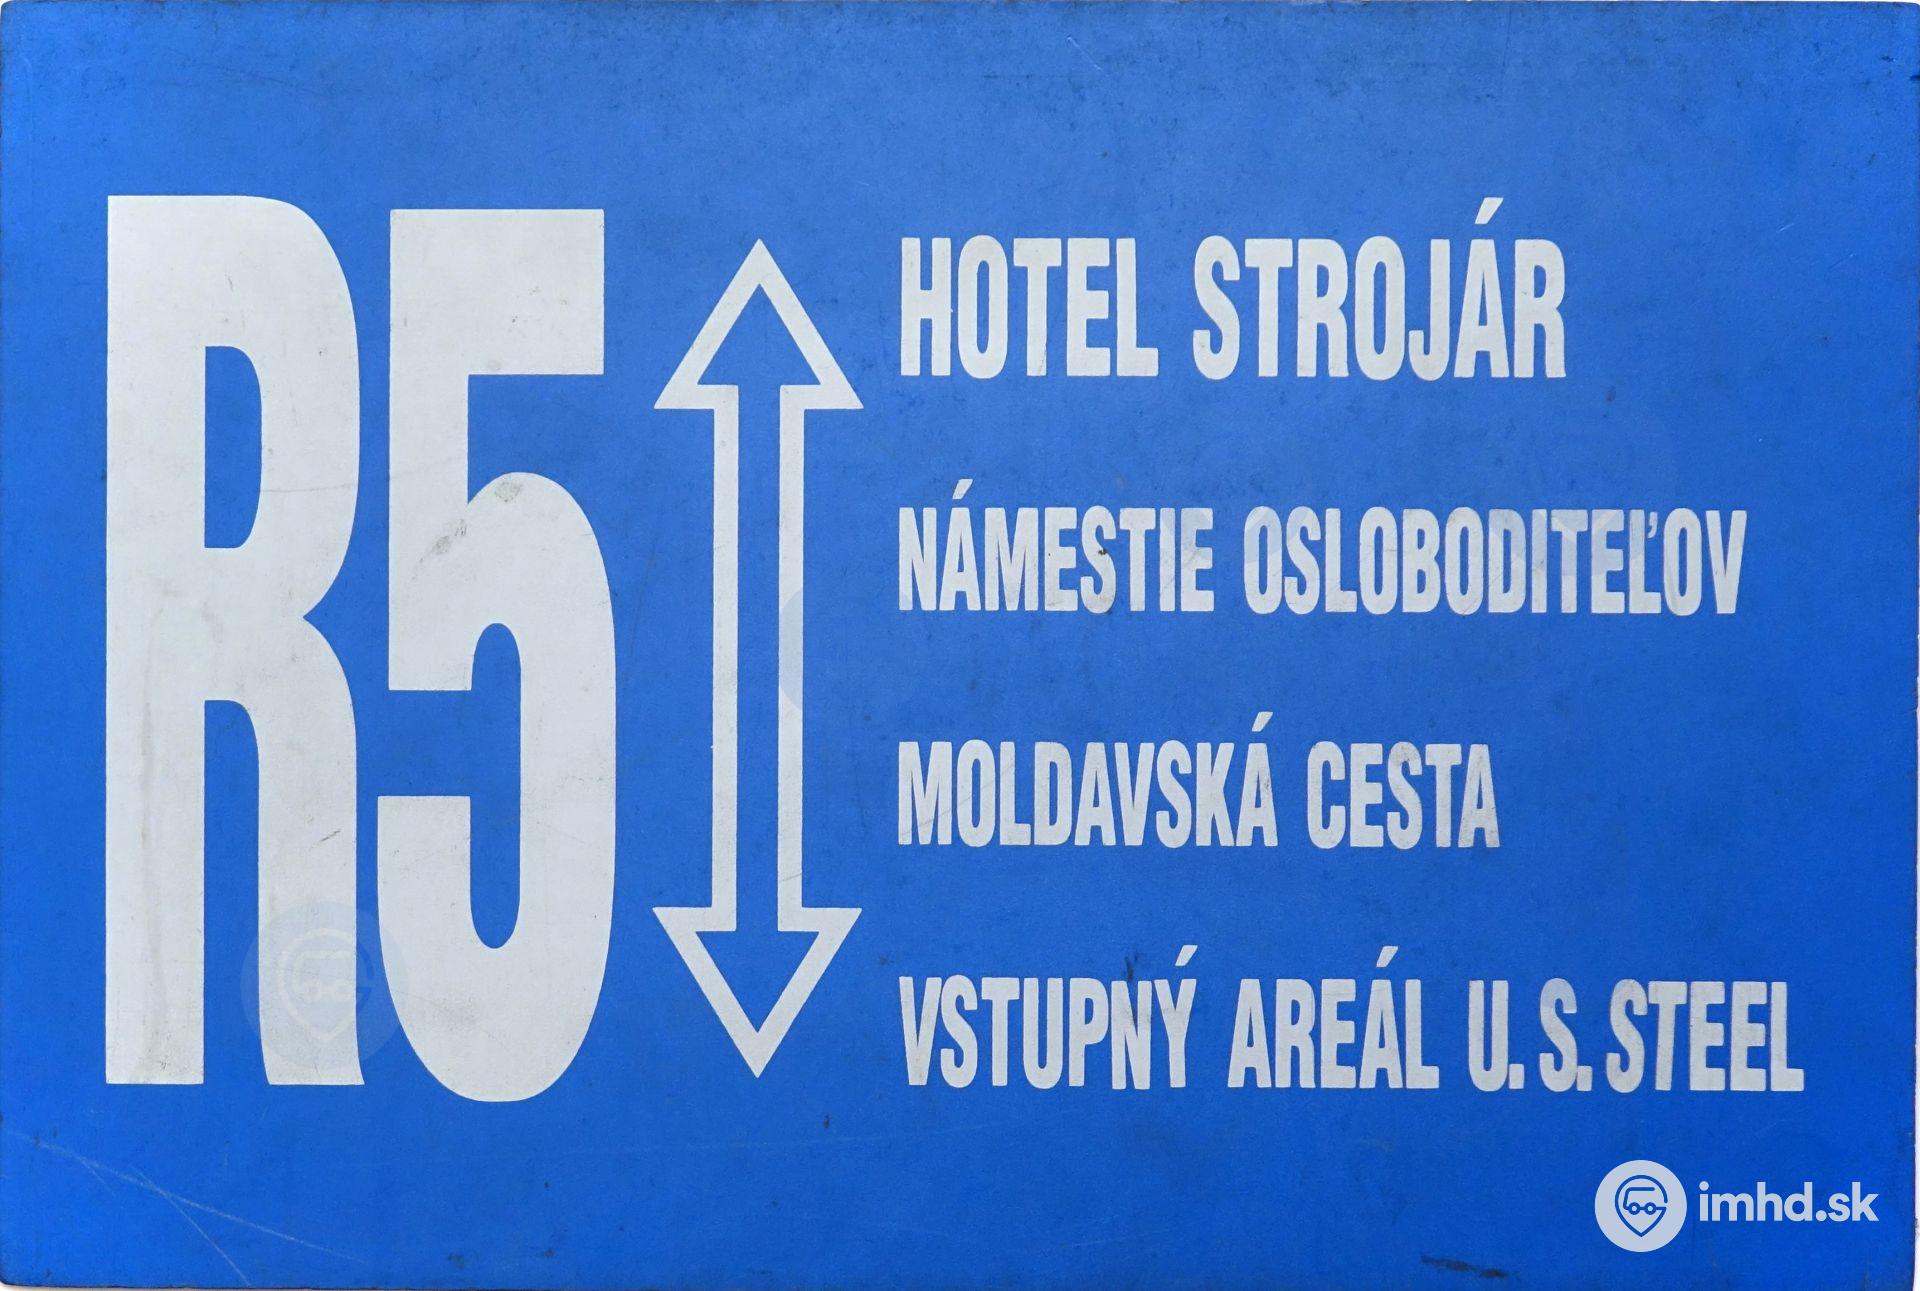 R5
HOTEL STROJÁR
NÁMESTIE OSLOBODITEĽOV
MOLDAVSKÁ CESTA
VSTUPNÝ AREÁL U. S. STEEL
imhd.sk